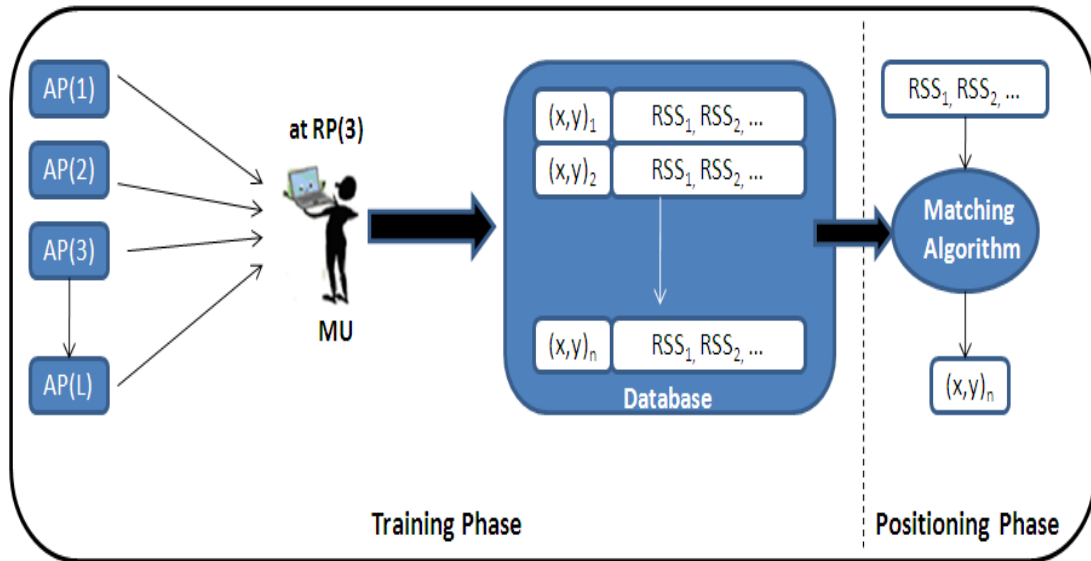 AP(1)
AP(2)
AP(3)
AP(L)
at RP(3)
MU
(x,y)₁ RSS₁, RSS₂, ...
(x,y)₂ RSS₁, RSS₂, ...
(x,y)ₙ RSS₁, RSS₂, ...
Database
Training Phase
RSS₁, RSS₂, ...
Matching
Algorithm
(x,y)ₙ
Positioning Phase